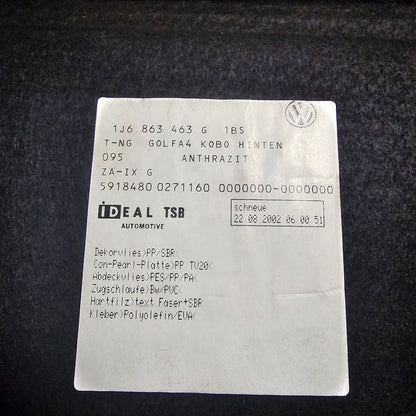 1J6 863 463 G 1BS
T-NG GOLFA4 KOBO HINTEN
095 ANTHRAZIT
ZA-IX G
5918480 0271160 0000000-0000000
iDEAL TSB
AUTOMOTIVE
schneue
22.08.2002 06:00:51
Dekorvlies>PP/SBR<
Con-Pearl-Platte>PP TV20<
Abdeckvlies>PES/PP/PA<
Zugschlaufe>Bw/PVC<
Hartfilz>text.Faser+SBR
Kleber>Polyolefin/EVA<